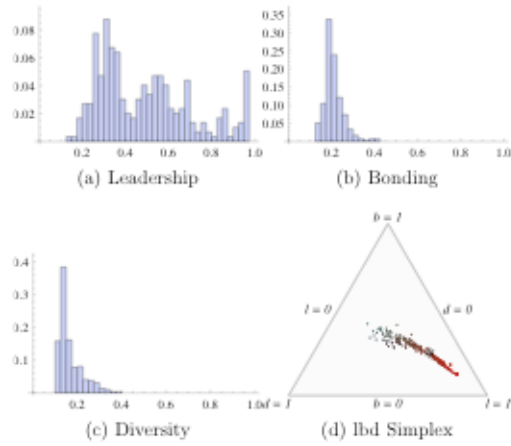 0.08
0.06
0.04
0.02
0.2 0.4 0.6 0.8 1.0
(a) Leadership
0.35
0.30
0.25
0.20
0.15
0.10
0.05
0.2 0.4 0.6 0.8 1.0
(b) Bonding
0.4
0.3
0.2
0.1
0.2 0.4 0.6 0.8 1.0
(c) Diversity
b = 1
l = 0
d = 0
d = 1
b = 0
l = 1
(d) lbd Simplex